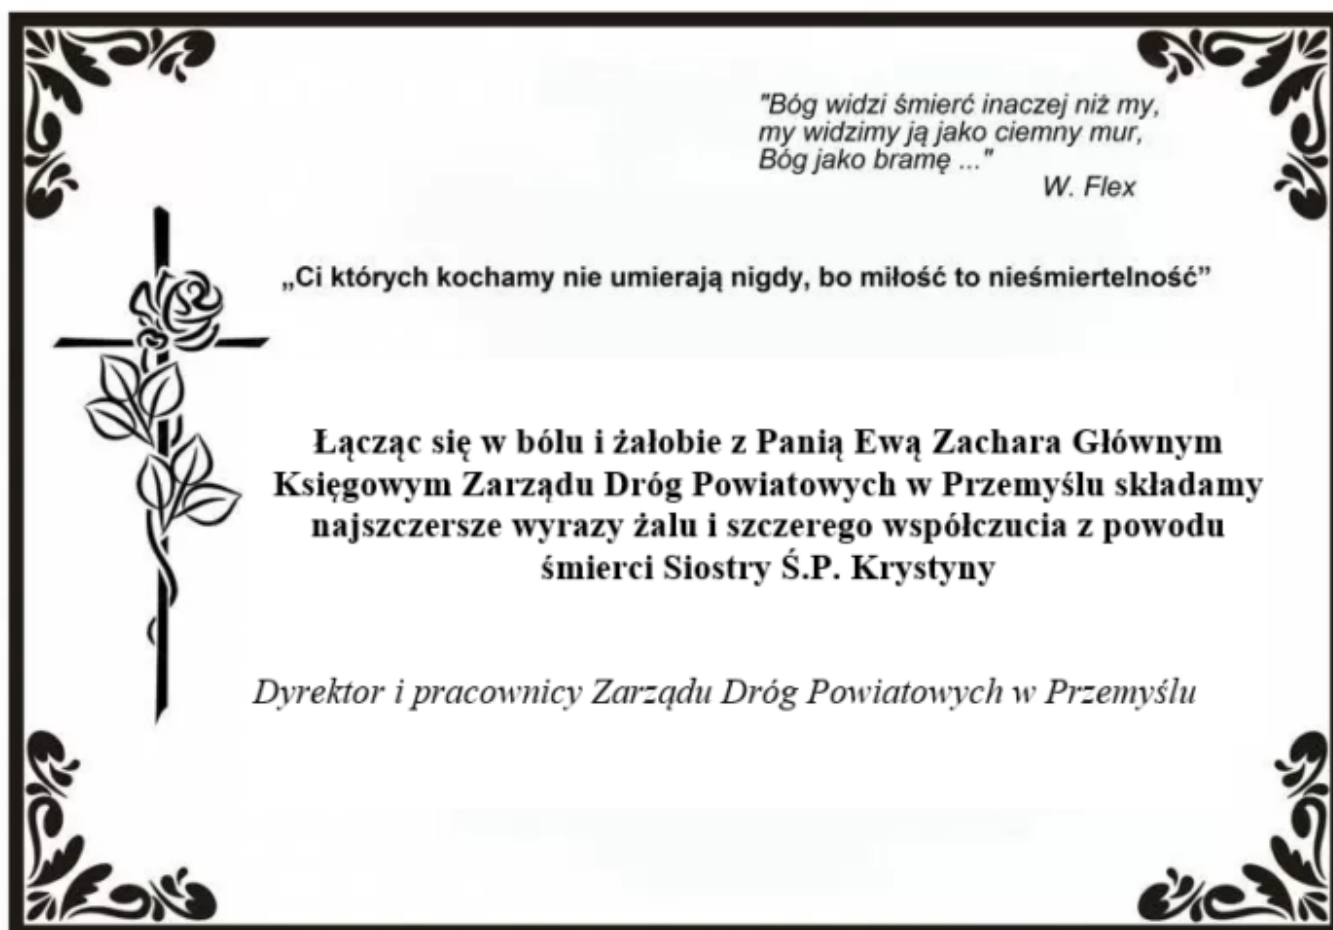 "Bóg widzi śmierć inaczej niż my,
my widzimy ją jako ciemny mur,
Bóg jako bramę ..."
W. Flex
„Ci których kochamy nie umierają nigdy, bo miłość to nieśmiertelność”
Łącząc się w bólu i żałobie z Panią Ewą Zachara Głównym
Księgowym Zarządu Dróg Powiatowych w Przemyślu składamy
najszczersze wyrazy żalu i szczerego współczucia z powodu
śmierci Siostry Ś.P. Krystyny
Dyrektor i pracownicy Zarządu Dróg Powiatowych w Przemyślu